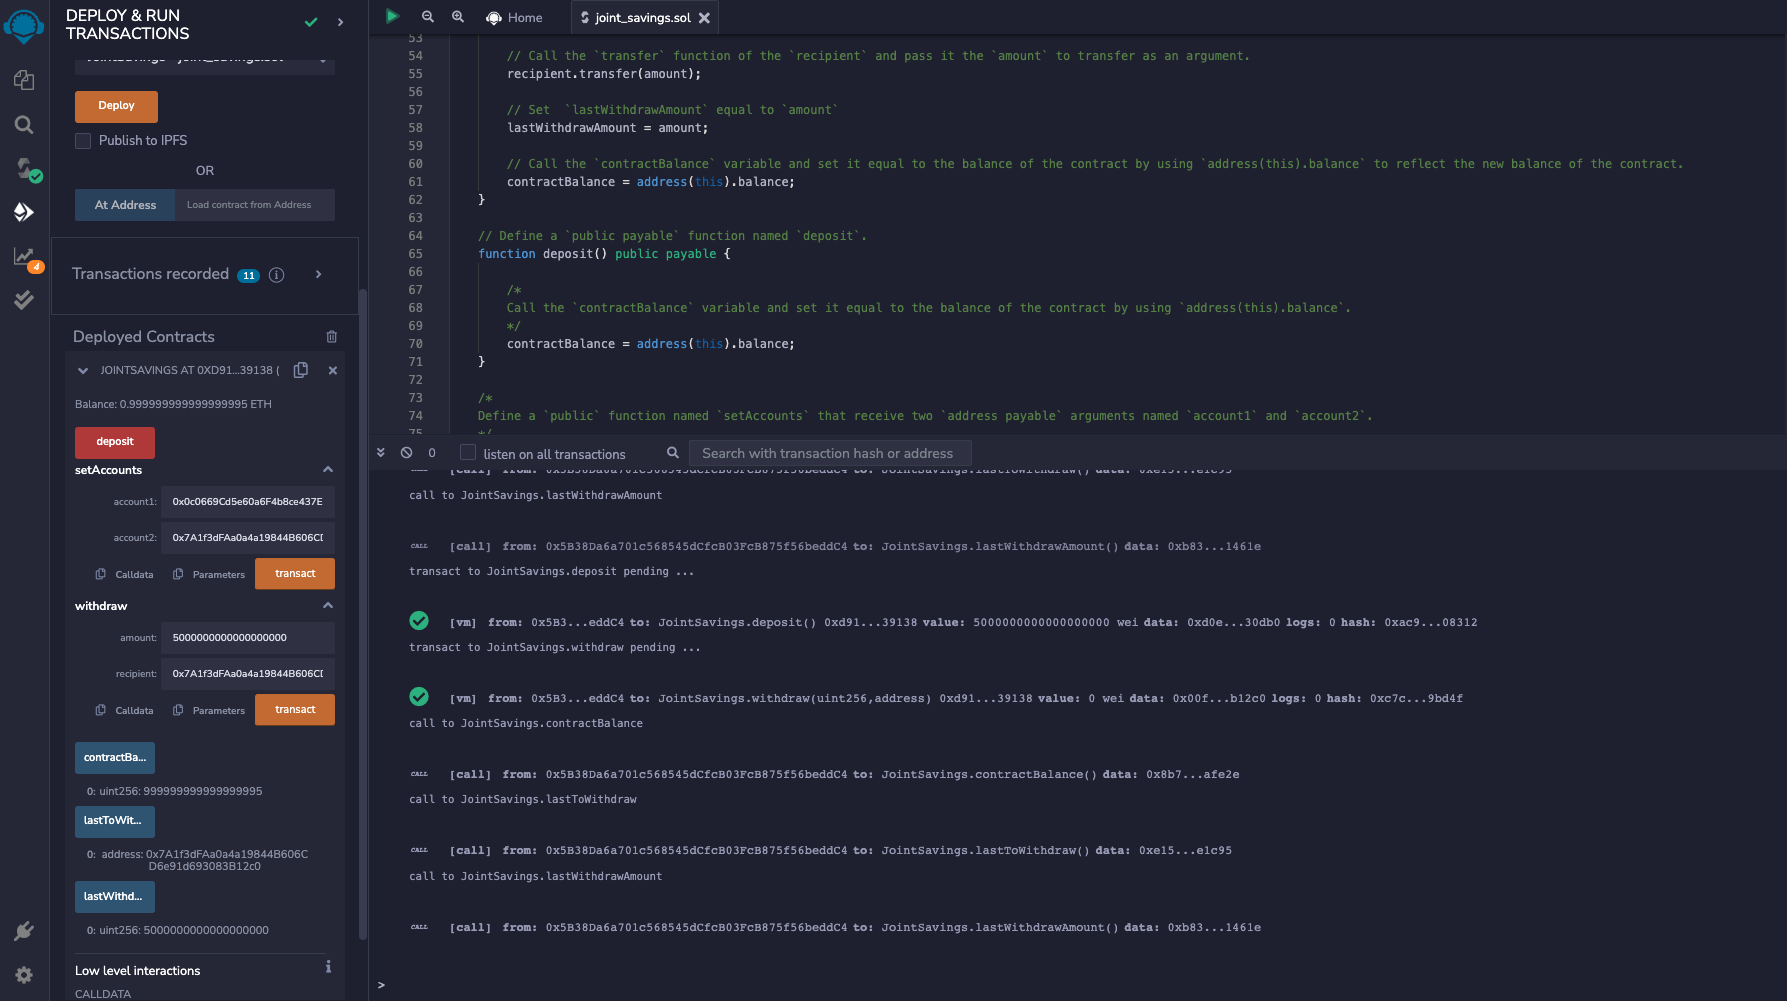 DEPLOY & RUN
TRANSACTIONS
Deploy
Publish to IPFS
OR
At Address
Load contract from Address
Transactions recorded 11 i
Deployed Contracts
JOINTSAVINGS AT 0XD91...39138 (
Balance: 0.999999999999999995 ETH
deposit
setAccounts
account1: 0x0c0669Cd5e60a6F4b8ce437E
account2: 0x7A1f3dFAa0a4a19844B606CD
Calldata Parameters transact
withdraw
amount: 5000000000000000000
recipient: 0x7A1f3dFAa0a4a19844B606CD
Calldata Parameters transact
contractBa...
0: uint256: 999999999999999995
lastToWit...
0: address: 0x7A1f3dFAa0a4a19844B606C
D6e91d693083B12c0
lastWithd...
0: uint256: 5000000000000000000
Low level interactions i
CALLDATA
4
Home joint_savings.sol
53
54 // Call the `transfer` function of the `recipient` and pass it the `amount` to transfer as an argument.
55 recipient.transfer(amount);
56
57 // Set  `lastWithdrawAmount` equal to `amount`
58 lastWithdrawAmount = amount;
59
60 // Call the `contractBalance` variable and set it equal to the balance of the contract by using `address(this).balance` to reflect the new balance of the contract.
61 contractBalance = address(this).balance;
62 }
63
64 // Define a `public payable` function named `deposit`.
65 function deposit() public payable {
66
67 /*
68 Call the `contractBalance` variable and set it equal to the balance of the contract by using `address(this).balance`.
69 */
70 contractBalance = address(this).balance;
71 }
72
73 /*
74 Define a `public` function named `setAccounts` that receive two `address payable` arguments named `account1` and `account2`.
75 */
0 listen on all transactions Search with transaction hash or address
[call] from: 0x5B38Da6a701c568545dCfcB03FcB875f56beddC4 to: JointSavings.lastToWithdraw() data: 0xe15...e1c95
call to JointSavings.lastWithdrawAmount
CALL [call] from: 0x5B38Da6a701c568545dCfcB03FcB875f56beddC4 to: JointSavings.lastWithdrawAmount() data: 0xb83...1461e
transact to JointSavings.deposit pending ...
[vm] from: 0x5B3...eddC4 to: JointSavings.deposit() 0xd91...39138 value: 5000000000000000000 wei data: 0xd0e...30db0 logs: 0 hash: 0xac9...08312
transact to JointSavings.withdraw pending ...
[vm] from: 0x5B3...eddC4 to: JointSavings.withdraw(uint256,address) 0xd91...39138 value: 0 wei data: 0x00f...b12c0 logs: 0 hash: 0xc7c...9bd4f
call to JointSavings.contractBalance
CALL [call] from: 0x5B38Da6a701c568545dCfcB03FcB875f56beddC4 to: JointSavings.contractBalance() data: 0x8b7...afe2e
call to JointSavings.lastToWithdraw
CALL [call] from: 0x5B38Da6a701c568545dCfcB03FcB875f56beddC4 to: JointSavings.lastToWithdraw() data: 0xe15...e1c95
call to JointSavings.lastWithdrawAmount
CALL [call] from: 0x5B38Da6a701c568545dCfcB03FcB875f56beddC4 to: JointSavings.lastWithdrawAmount() data: 0xb83...1461e
>